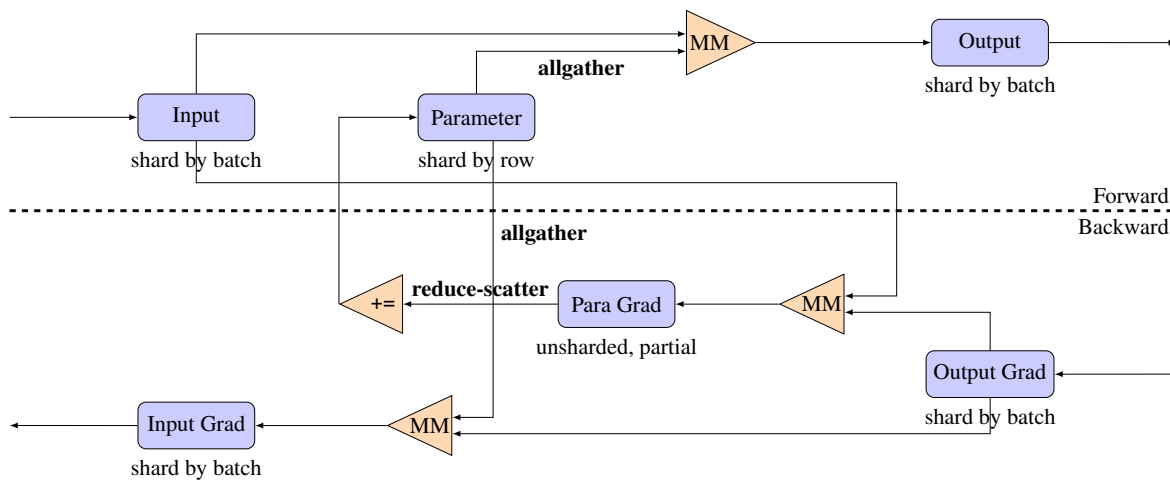 MM
Output
allgather
shard by batch
Input
Parameter
shard by batch
shard by row
Forward
Backward
allgather
+=
reduce-scatter
Para Grad
MM
unsharded, partial
Output Grad
shard by batch
Input Grad
MM
shard by batch